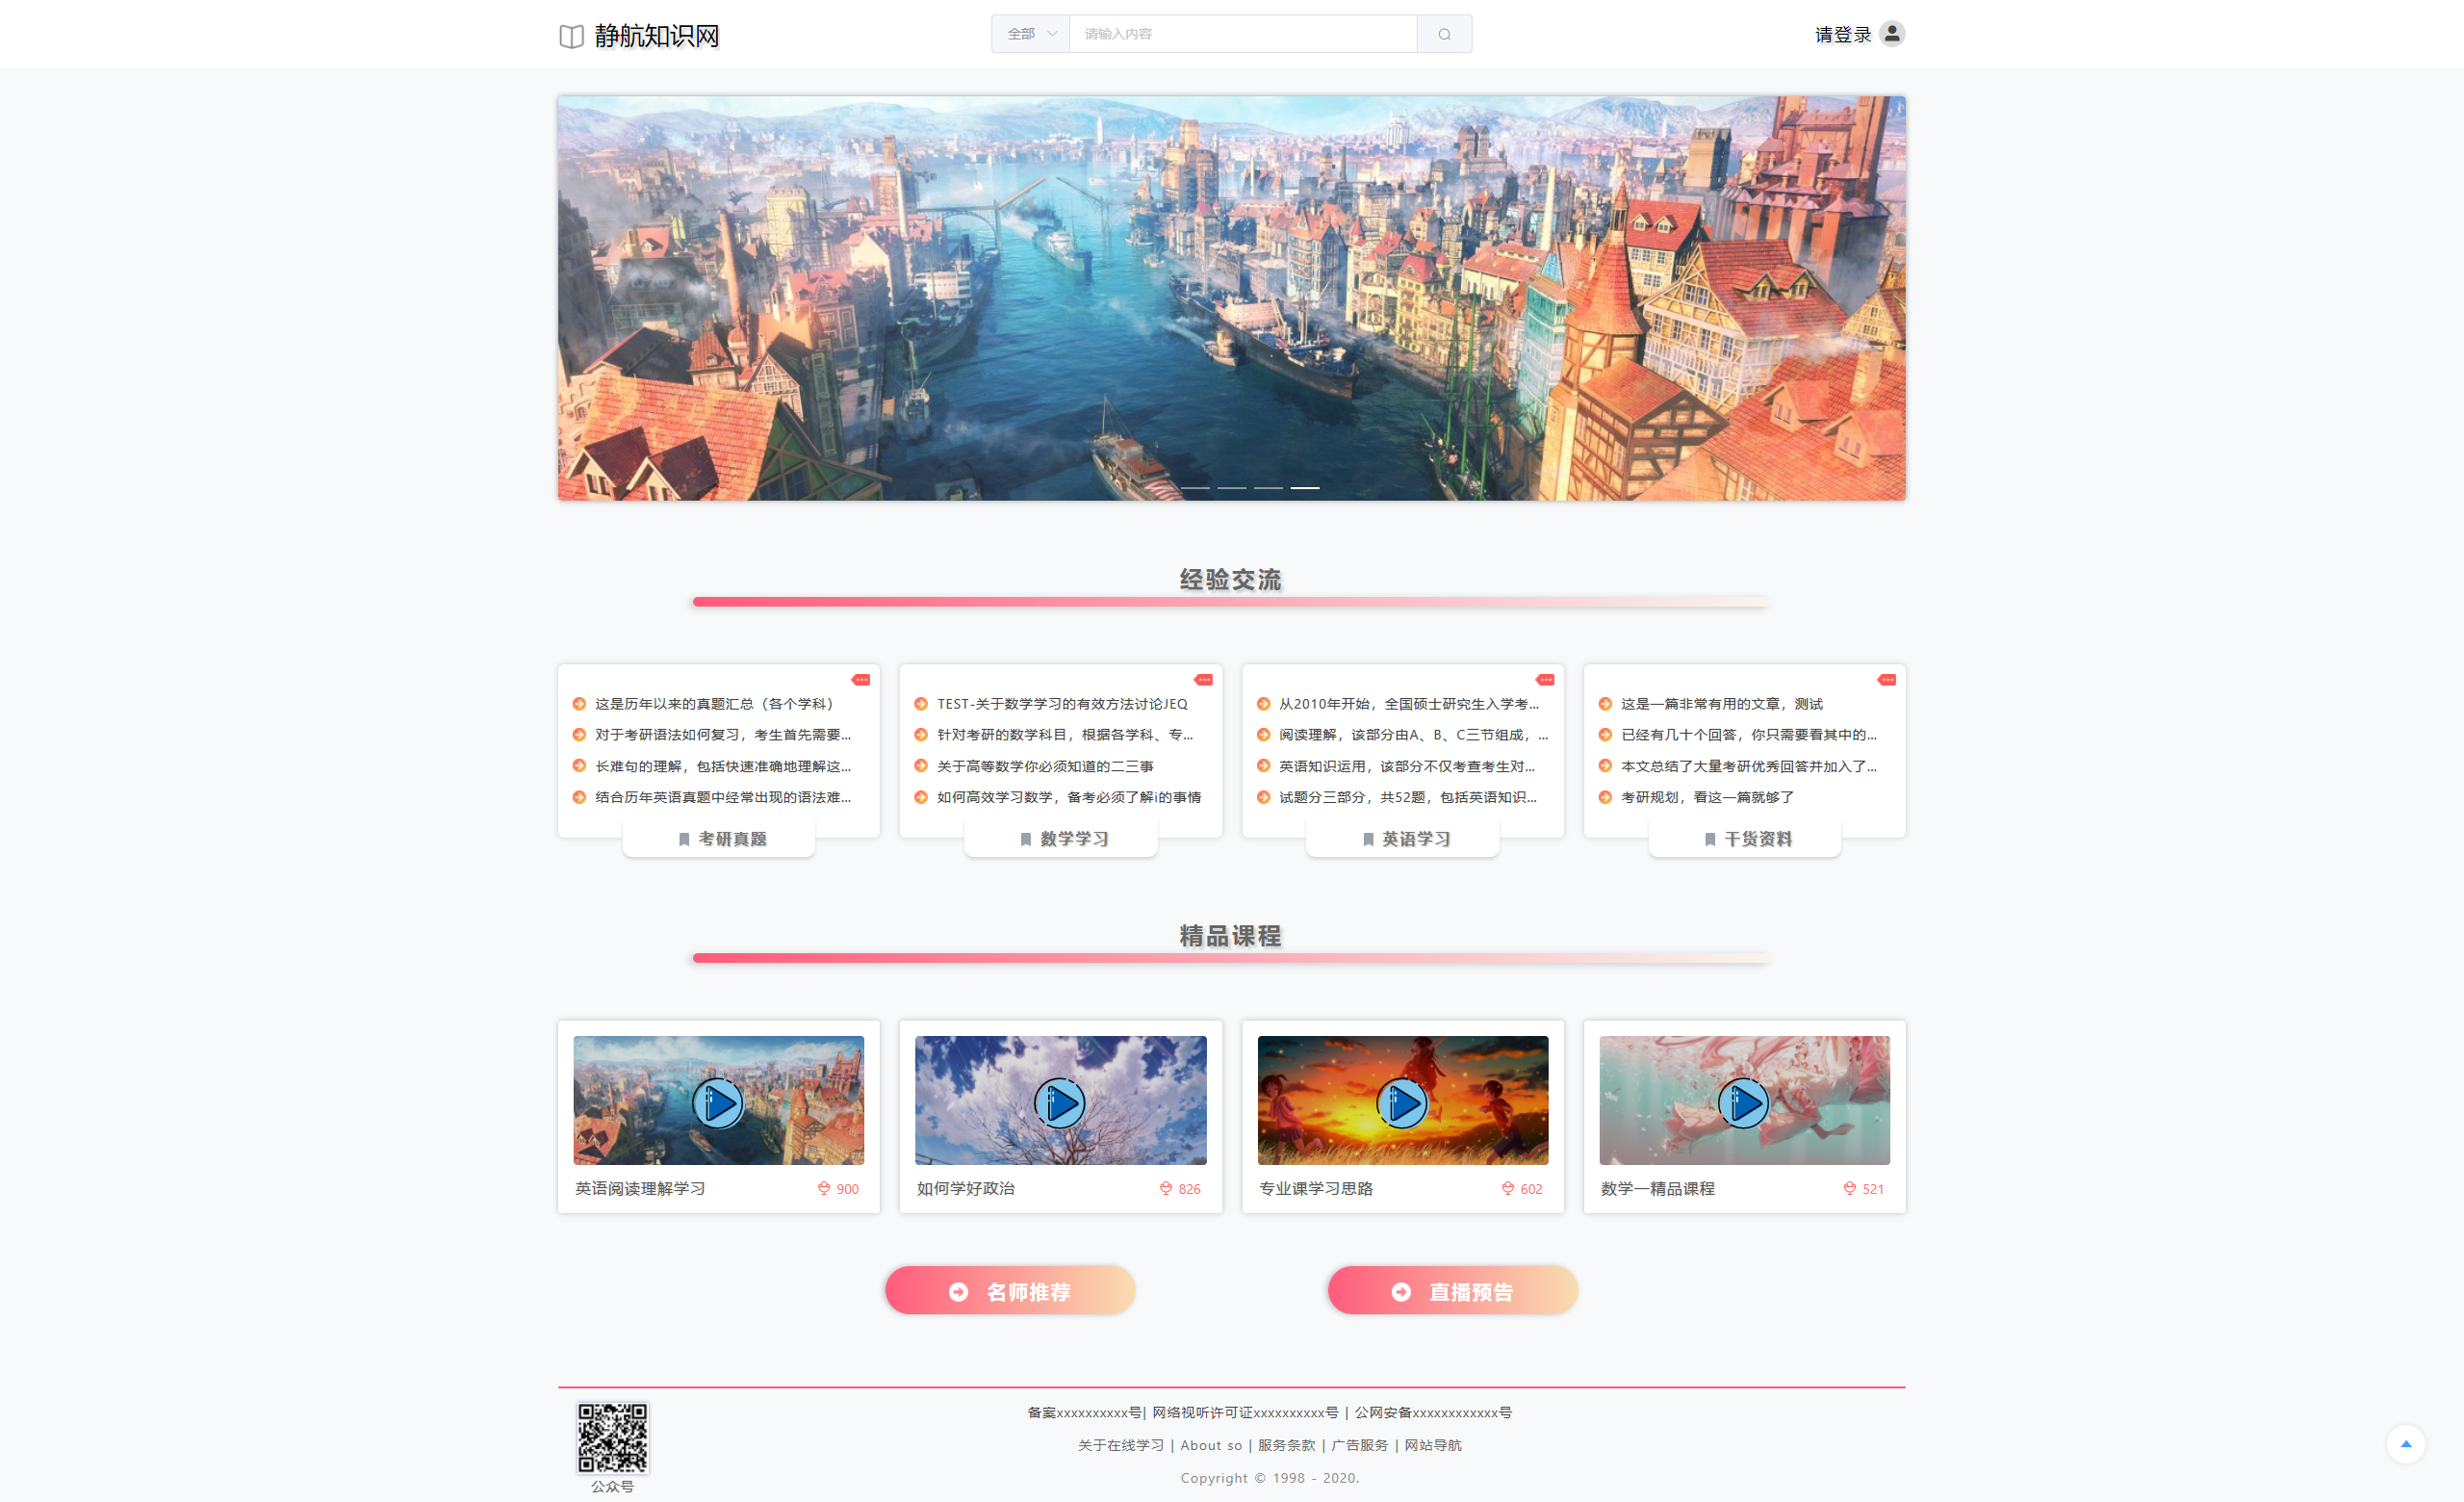 静航知识网
全部
请输入内容
请登录
经验交流
这是历年以来的真题汇总（各个学科）
对于考研语法如何复习，考生首先需要...
长难句的理解，包括快速准确地理解这...
结合历年英语真题中经常出现的语法难...
考研真题
TEST-关于数学学习的有效方法讨论JEQ
针对考研的数学科目，根据各学科、专...
关于高等数学你必须知道的二三事
如何高效学习数学，备考必须了解i的事情
数学学习
从2010年开始，全国硕士研究生入学考...
阅读理解，该部分由A、B、C三节组成，...
英语知识运用，该部分不仅考查考生对...
试题分三部分，共52题，包括英语知识...
英语学习
这是一篇非常有用的文章，测试
已经有几十个回答，你只需要看其中的...
本文总结了大量考研优秀回答并加入了...
考研规划，看这一篇就够了
干货资料
精品课程
英语阅读理解学习 900
如何学好政治 826
专业课学习思路 602
数学一精品课程 521
名师推荐
直播预告
备案xxxxxxxxxx号| 网络视听许可证xxxxxxxxxx号 | 公网安备xxxxxxxxxxxx号
关于在线学习 | About so | 服务条款 | 广告服务 | 网站导航
Copyright © 1998 - 2020.
公众号